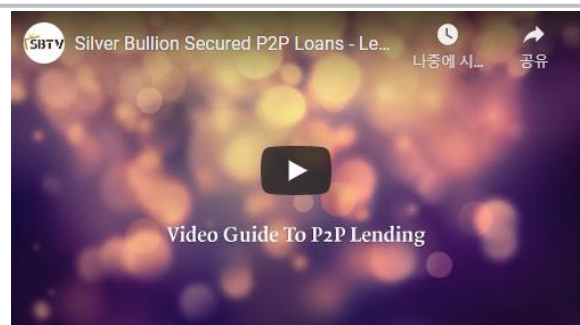 SBTV
Silver Bullion Secured P2P Loans - Le...
나중에 시...
공유
Video Guide To P2P Lending